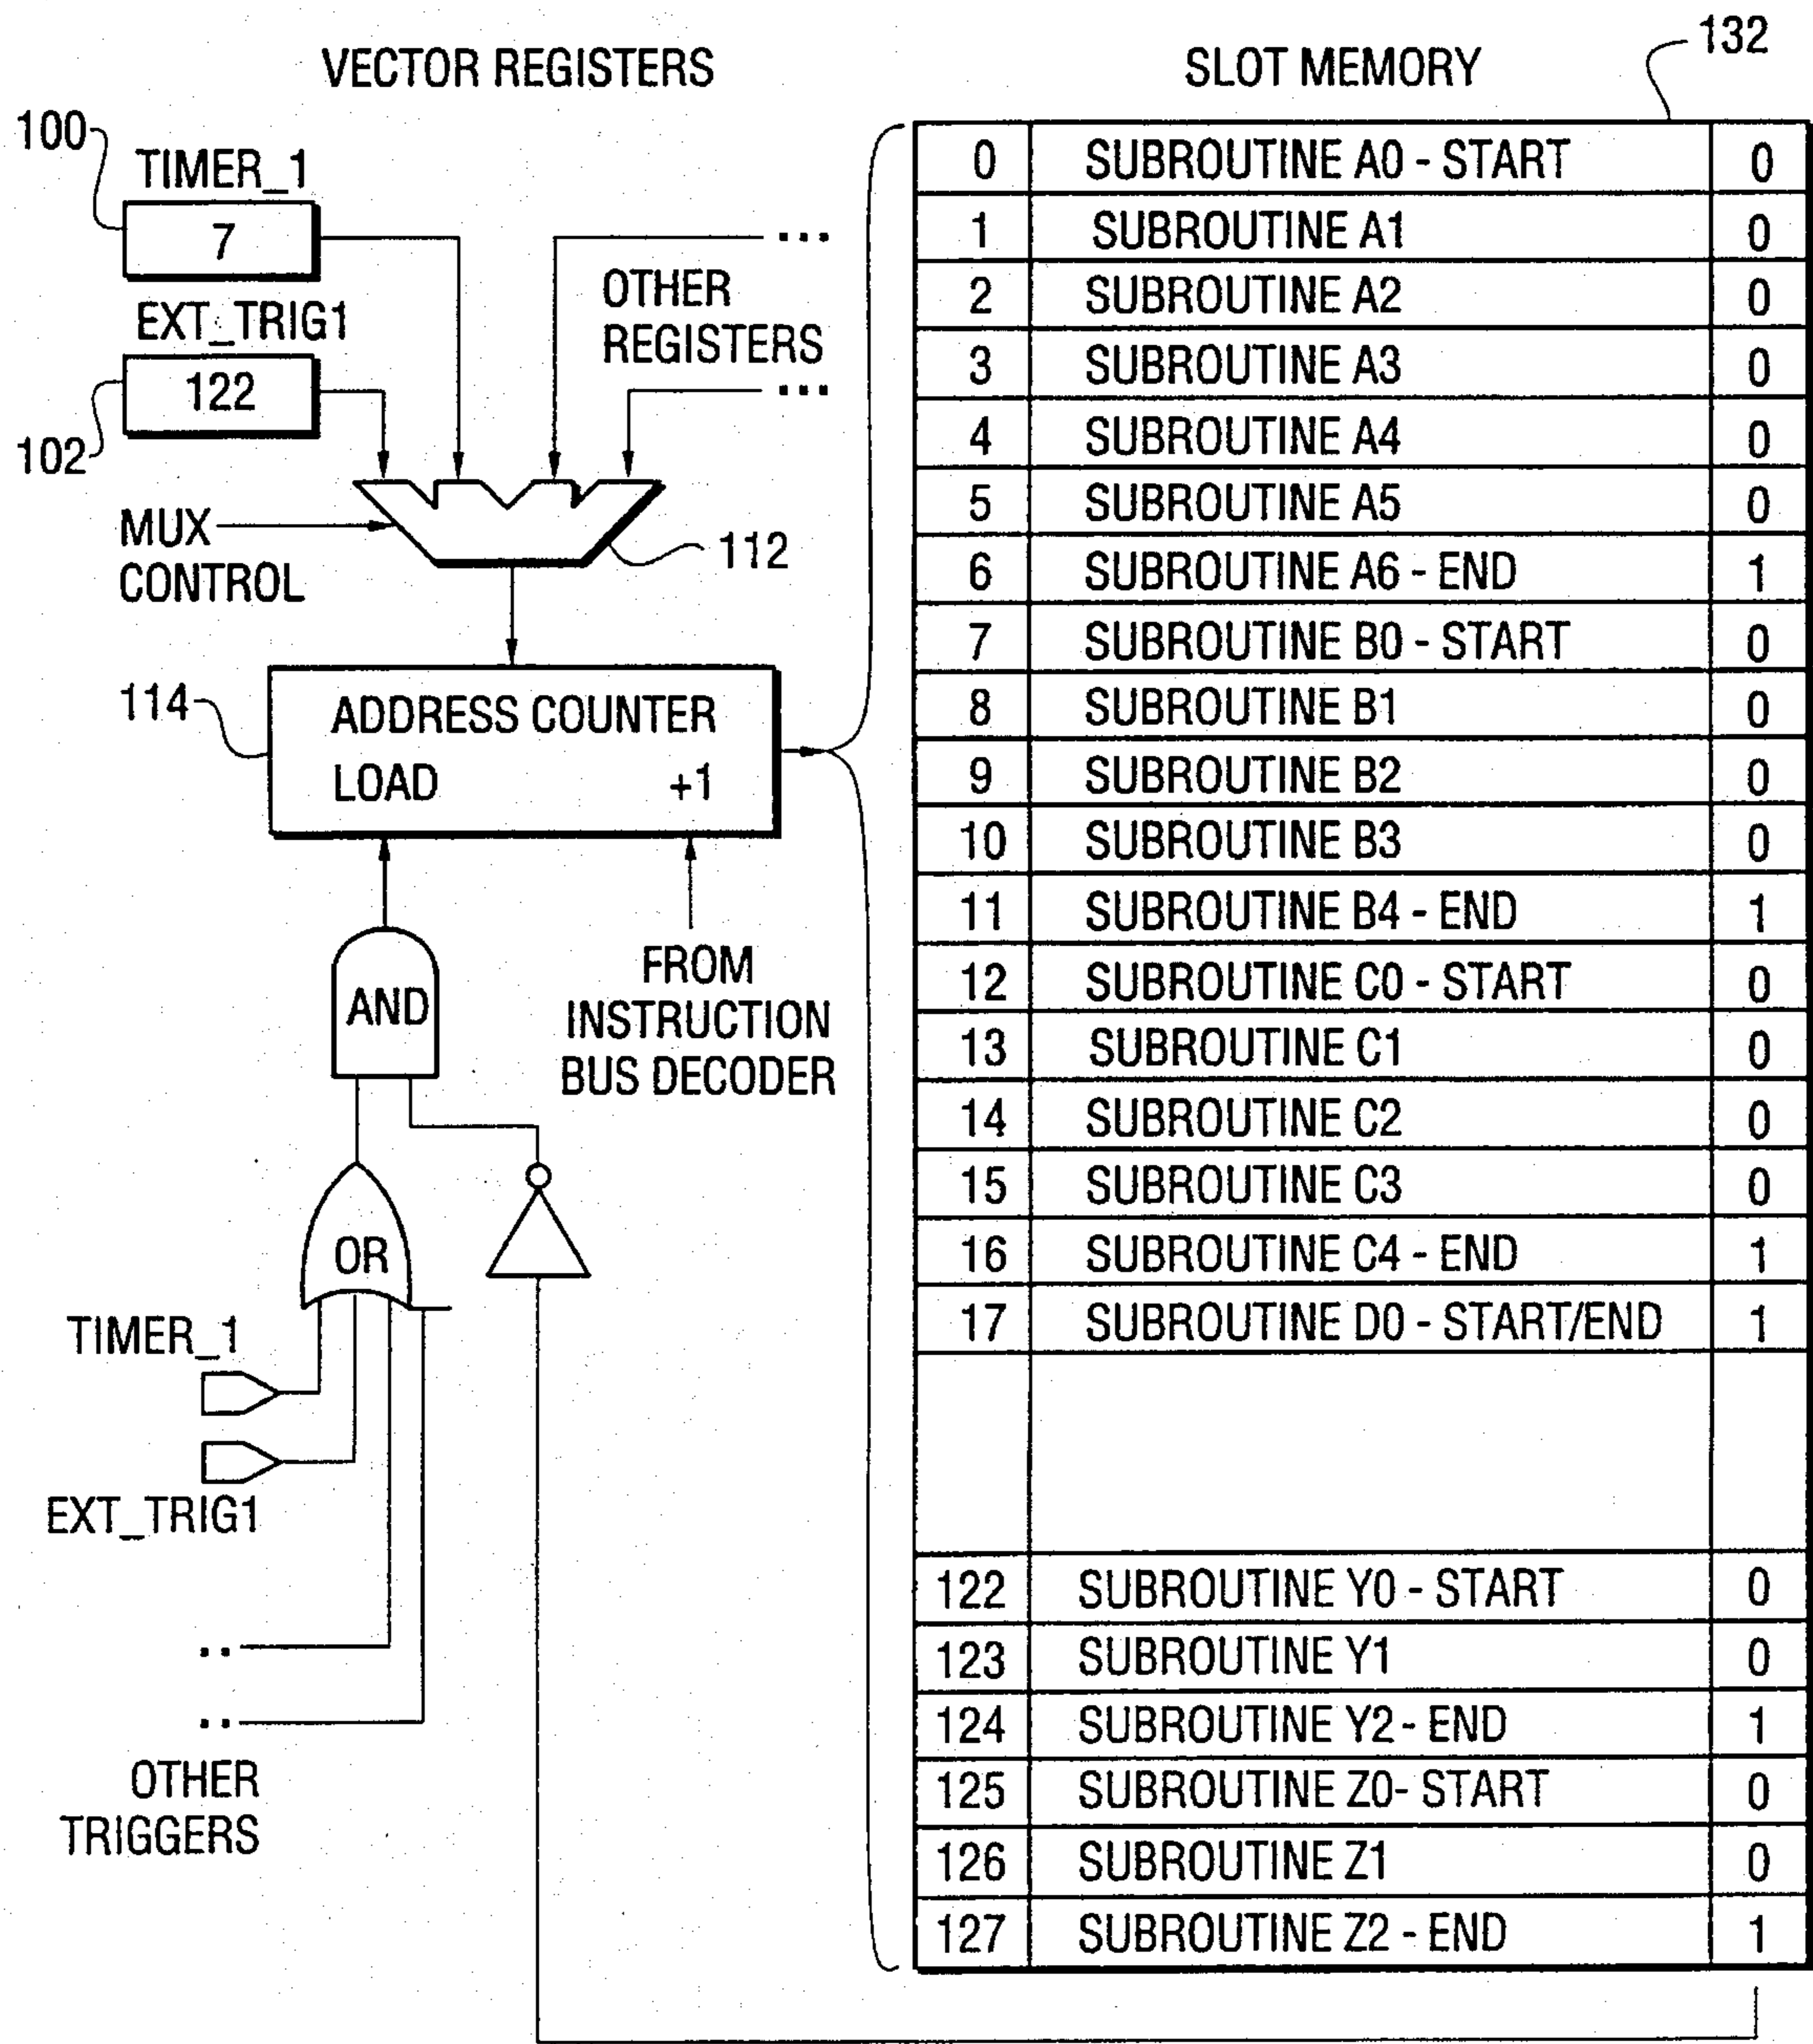 VECTOR REGISTERS
100
TIMER_1
7
EXT_TRIG1
122
102
OTHER
REGISTERS
...
...
MUX
CONTROL
112
114
ADDRESS COUNTER
LOAD +1
AND
FROM
INSTRUCTION
BUS DECODER
OR
TIMER_1
EXT_TRIG1
..
..
OTHER
TRIGGERS
SLOT MEMORY
132
0 SUBROUTINE A0 - START 0
1 SUBROUTINE A1 0
2 SUBROUTINE A2 0
3 SUBROUTINE A3 0
4 SUBROUTINE A4 0
5 SUBROUTINE A5 0
6 SUBROUTINE A6 - END 1
7 SUBROUTINE B0 - START 0
8 SUBROUTINE B1 0
9 SUBROUTINE B2 0
10 SUBROUTINE B3 0
11 SUBROUTINE B4 - END 1
12 SUBROUTINE C0 - START 0
13 SUBROUTINE C1 0
14 SUBROUTINE C2 0
15 SUBROUTINE C3 0
16 SUBROUTINE C4 - END 1
17 SUBROUTINE D0 - START/END 1
122 SUBROUTINE Y0 - START 0
123 SUBROUTINE Y1 0
124 SUBROUTINE Y2 - END 1
125 SUBROUTINE Z0- START 0
126 SUBROUTINE Z1 0
127 SUBROUTINE Z2 - END 1